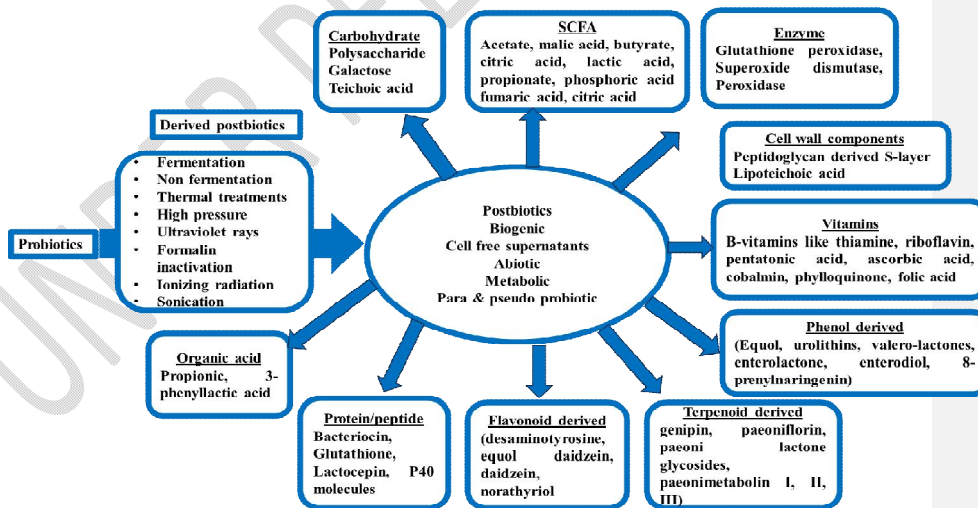 Carbohydrate
Polysaccharide
Galactose
Teichoic acid
SCFA
Acetate, malic acid, butyrate,
citric acid, lactic acid,
propionate, phosphoric acid
fumaric acid, citric acid
Enzyme
Glutathione peroxidase,
Superoxide dismutase,
Peroxidase
Derived postbiotics
Probiotics
• Fermentation
• Non fermentation
• Thermal treatments
• High pressure
• Ultraviolet rays
• Formalin
inactivation
• Ionizing radiation
• Sonication
Postbiotics
Biogenic
Cell free supernatants
Abiotic
Metabolic
Para & pseudo probiotic
Cell wall components
Peptidoglycan derived S-layer
Lipoteichoic acid
Vitamins
B-vitamins like thiamine, riboflavin,
pentatonic acid, ascorbic acid,
cobalmin, phylloquinone, folic acid
Phenol derived
(Equol, urolithins, valero-lactones,
enterolactone, enterodiol, 8-
prenylnaringenin)
Organic acid
Propionic, 3-
phenyllactic acid
Protein/peptide
Bacteriocin,
Glutathione,
Lactocepin, P40
molecules
Flavonoid derived
(desaminotyrosine,
equol daidzein,
daidzein,
norathyriol
Terpenoid derived
genipin, paeoniflorin,
paeoni lactone
glycosides,
paeonimetabolin I, II,
III)
UNDER